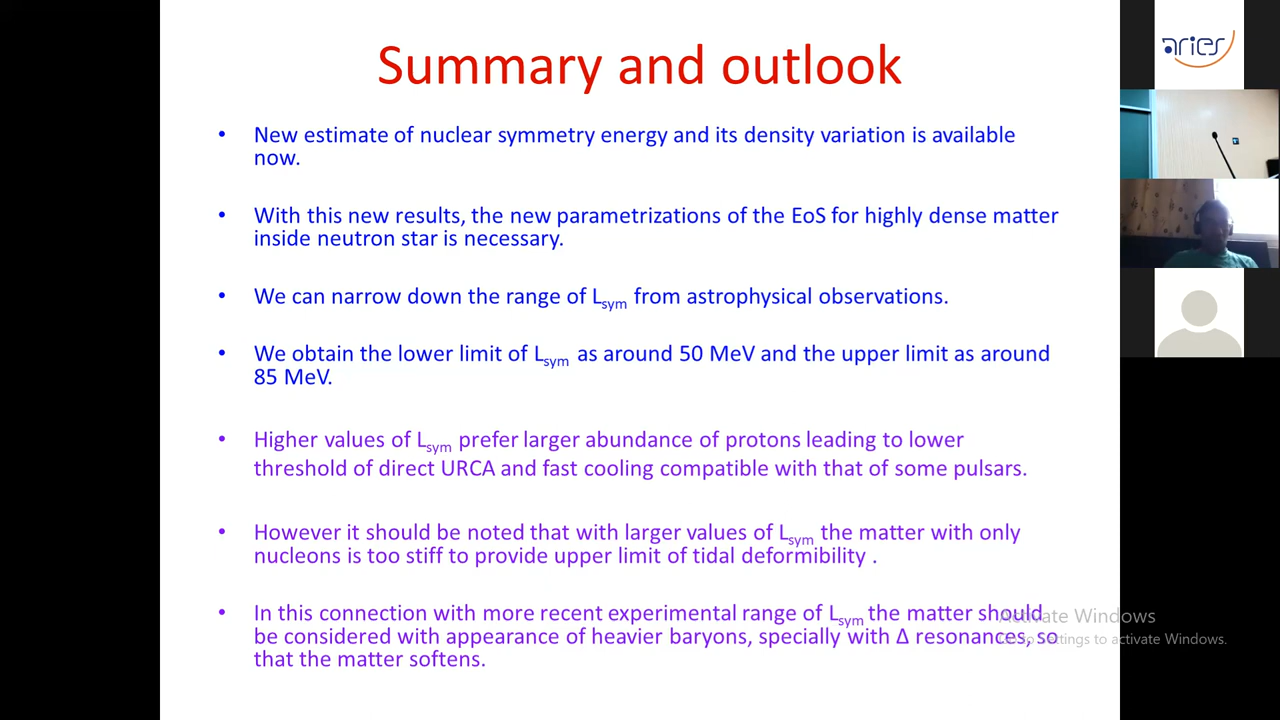 Summary and outlook
• New estimate of nuclear symmetry energy and its density variation is available
now.
• With this new results, the new parametrizations of the EoS for highly dense matter
inside neutron star is necessary.
• We can narrow down the range of Lsym from astrophysical observations.
• We obtain the lower limit of Lsym as around 50 MeV and the upper limit as around
85 MeV.
• Higher values of Lsym prefer larger abundance of protons leading to lower
threshold of direct URCA and fast cooling compatible with that of some pulsars.
• However it should be noted that with larger values of Lsym the matter with only
nucleons is too stiff to provide upper limit of tidal deformibility .
• In this connection with more recent experimental range of Lsym the matter should
be considered with appearance of heavier baryons, specially with Δ resonances, so
that the matter softens.
aries
Activate Windows
Go to Settings to activate Windows.